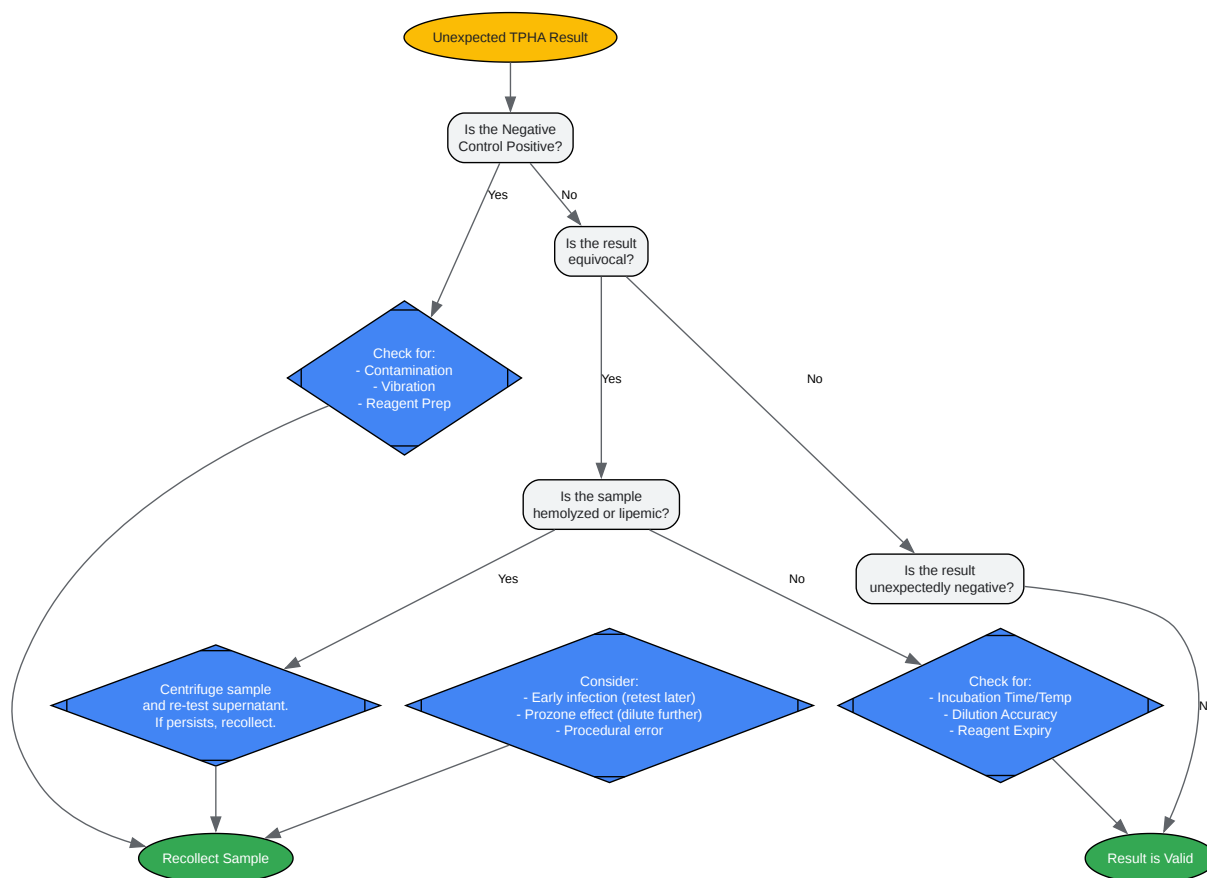 Unexpected TPHA Result
Is the Negative
Control Positive?
Yes
No
Is the result
equivocal?
Check for:
- Contamination
- Vibration
- Reagent Prep
Yes
No
Is the sample
hemolyzed or lipemic?
Is the result
unexpectedly negative?
Yes
No
Centrifuge sample
and re-test supernatant.
If persists, recollect.
Consider:
- Early infection (retest later)
- Prozone effect (dilute further)
- Procedural error
Check for:
- Incubation Time/Temp
- Dilution Accuracy
- Reagent Expiry
Recollect Sample
Result is Valid